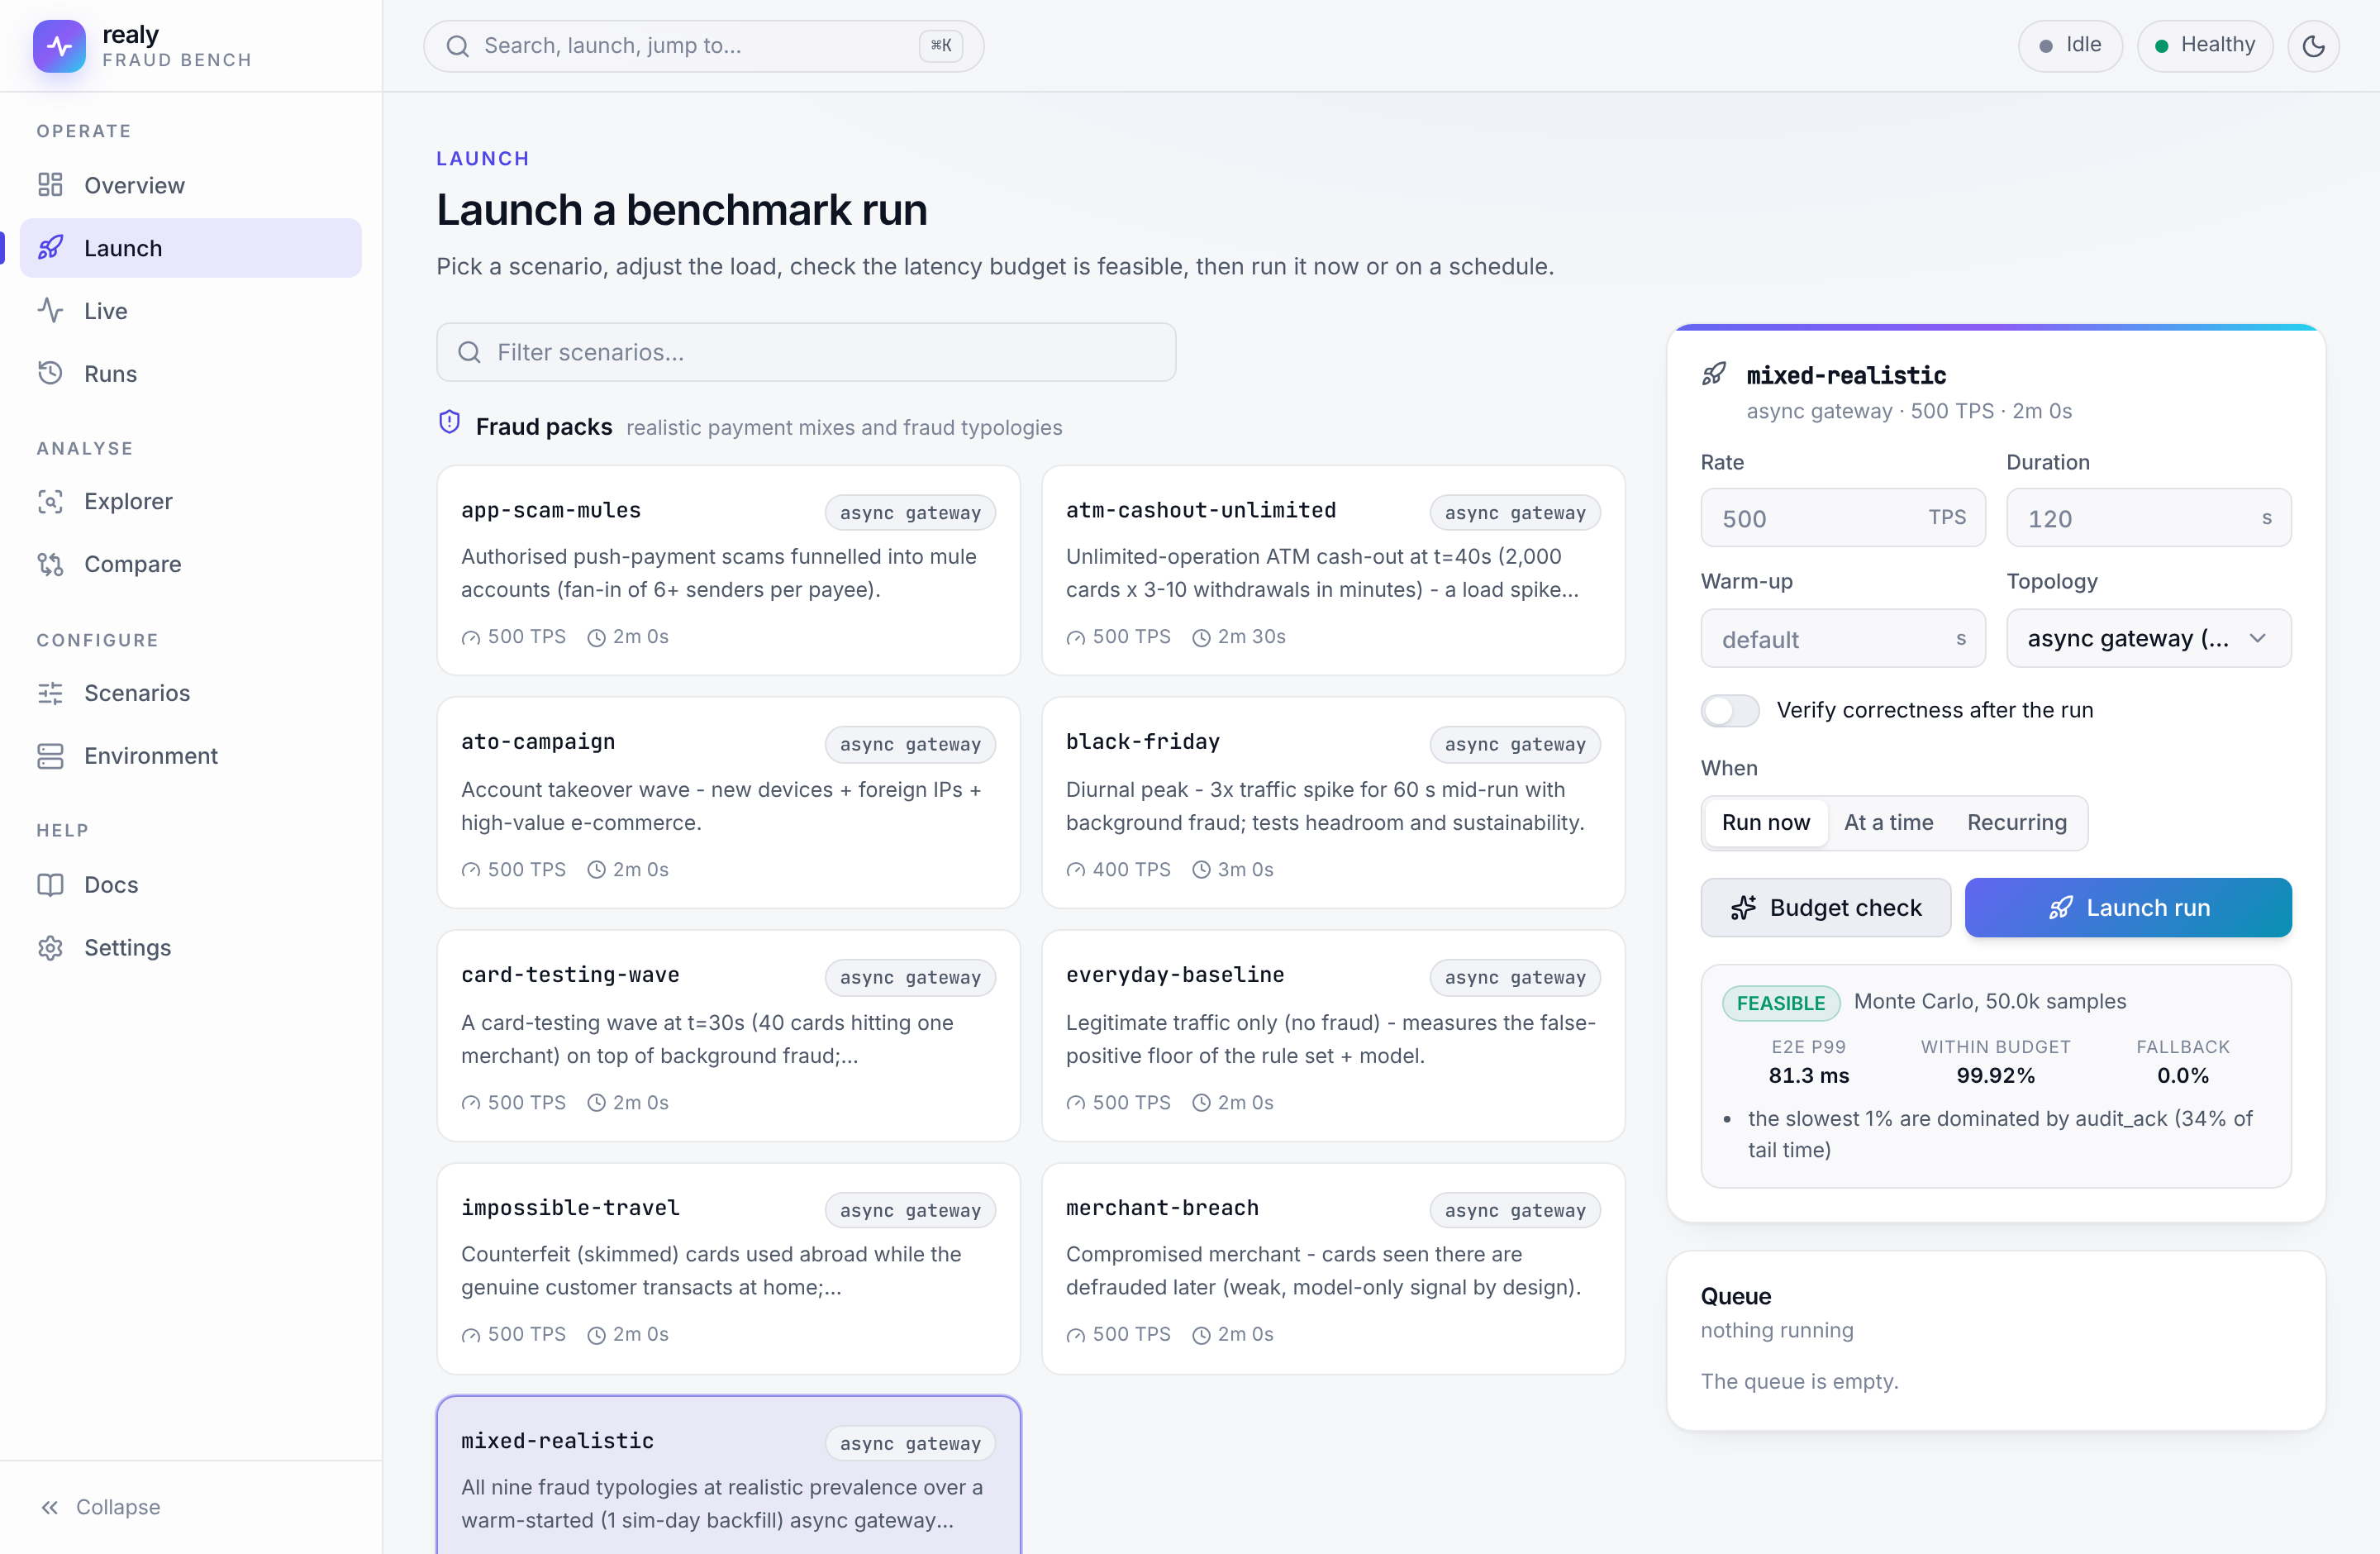 realy
FRAUD BENCH
Search, launch, jump to...
⌘K
Idle
Healthy
OPERATE
Overview
Launch
Live
Runs
ANALYSE
Explorer
Compare
CONFIGURE
Scenarios
Environment
HELP
Docs
Settings
Collapse
LAUNCH
Launch a benchmark run
Pick a scenario, adjust the load, check the latency budget is feasible, then run it now or on a schedule.
Filter scenarios...
Fraud packs realistic payment mixes and fraud typologies
app-scam-mules
async gateway
Authorised push-payment scams funnelled into mule
accounts (fan-in of 6+ senders per payee).
500 TPS 2m 0s
atm-cashout-unlimited
async gateway
Unlimited-operation ATM cash-out at t=40s (2,000
cards x 3-10 withdrawals in minutes) - a load spike...
500 TPS 2m 30s
ato-campaign
async gateway
Account takeover wave - new devices + foreign IPs +
high-value e-commerce.
500 TPS 2m 0s
black-friday
async gateway
Diurnal peak - 3x traffic spike for 60 s mid-run with
background fraud; tests headroom and sustainability.
400 TPS 3m 0s
card-testing-wave
async gateway
A card-testing wave at t=30s (40 cards hitting one
merchant) on top of background fraud;...
500 TPS 2m 0s
everyday-baseline
async gateway
Legitimate traffic only (no fraud) - measures the false-
positive floor of the rule set + model.
500 TPS 2m 0s
impossible-travel
async gateway
Counterfeit (skimmed) cards used abroad while the
genuine customer transacts at home;...
500 TPS 2m 0s
merchant-breach
async gateway
Compromised merchant - cards seen there are
defrauded later (weak, model-only signal by design).
500 TPS 2m 0s
mixed-realistic
async gateway
All nine fraud typologies at realistic prevalence over a
warm-started (1 sim-day backfill) async gateway...
mixed-realistic
async gateway · 500 TPS · 2m 0s
Rate
Duration
500 TPS
120 s
Warm-up
Topology
default s
async gateway (...
Verify correctness after the run
When
Run now
At a time
Recurring
Budget check
Launch run
FEASIBLE Monte Carlo, 50.0k samples
E2E P99
WITHIN BUDGET
FALLBACK
81.3 ms
99.92%
0.0%
• the slowest 1% are dominated by audit_ack (34% of
tail time)
Queue
nothing running
The queue is empty.